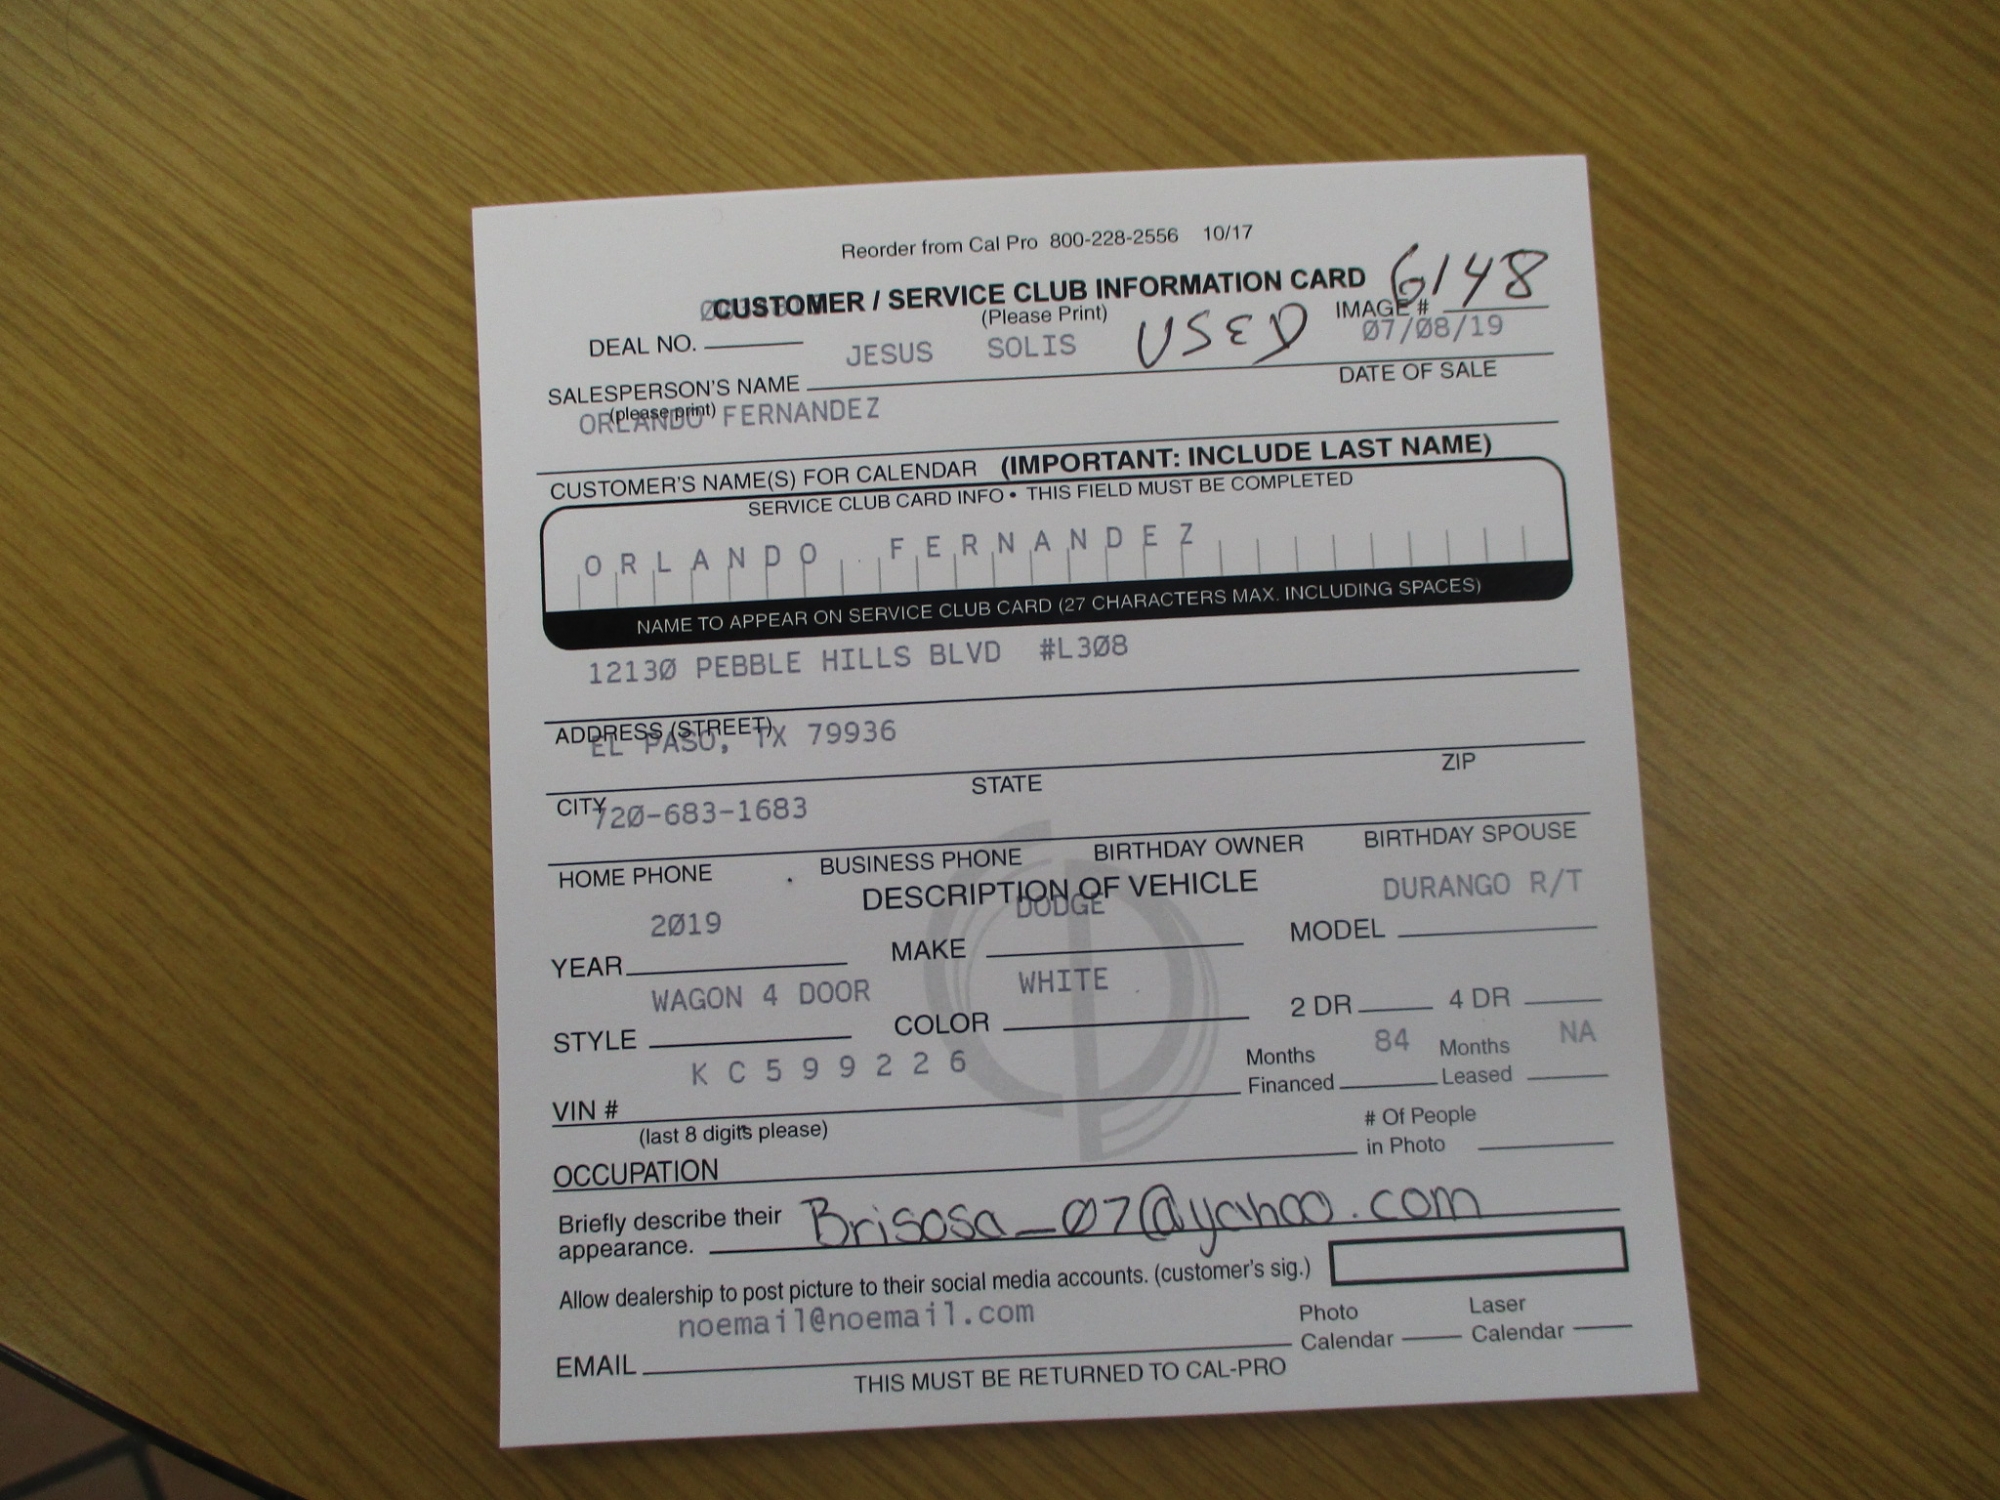 Reorder from Cal Pro 800-228-2556 10/17
CUSTOMER / SERVICE CLUB INFORMATION CARD
(Please Print)
USED
IMAGE # 6148
DEAL NO.
JESUS SOLIS
07/08/19
SALESPERSON'S NAME
(please print)
DATE OF SALE
ORLANDO FERNANDEZ
CUSTOMER'S NAME(S) FOR CALENDAR (IMPORTANT: INCLUDE LAST NAME)
SERVICE CLUB CARD INFO • THIS FIELD MUST BE COMPLETED
ORLANDO FERNANDEZ
NAME TO APPEAR ON SERVICE CLUB CARD (27 CHARACTERS MAX. INCLUDING SPACES)
12130 PEBBLE HILLS BLVD #L308
ADDRESS (STREET)
EL PASO, TX 79936
CITY STATE ZIP
720-683-1683
HOME PHONE BUSINESS PHONE BIRTHDAY OWNER BIRTHDAY SPOUSE
DESCRIPTION OF VEHICLE
2019 DODGE DURANGO R/T
YEAR MAKE MODEL
WAGON 4 DOOR WHITE
STYLE COLOR 2 DR 4 DR
KC599226
Months Financed 84 Months Leased NA
VIN #
(last 8 digits please)
# Of People in Photo
OCCUPATION
Briefly describe their appearance. Brisosa_07@yahoo.com
Allow dealership to post picture to their social media accounts. (customer's sig.)
noemail@noemail.com
EMAIL
Photo Calendar Laser Calendar
THIS MUST BE RETURNED TO CAL-PRO